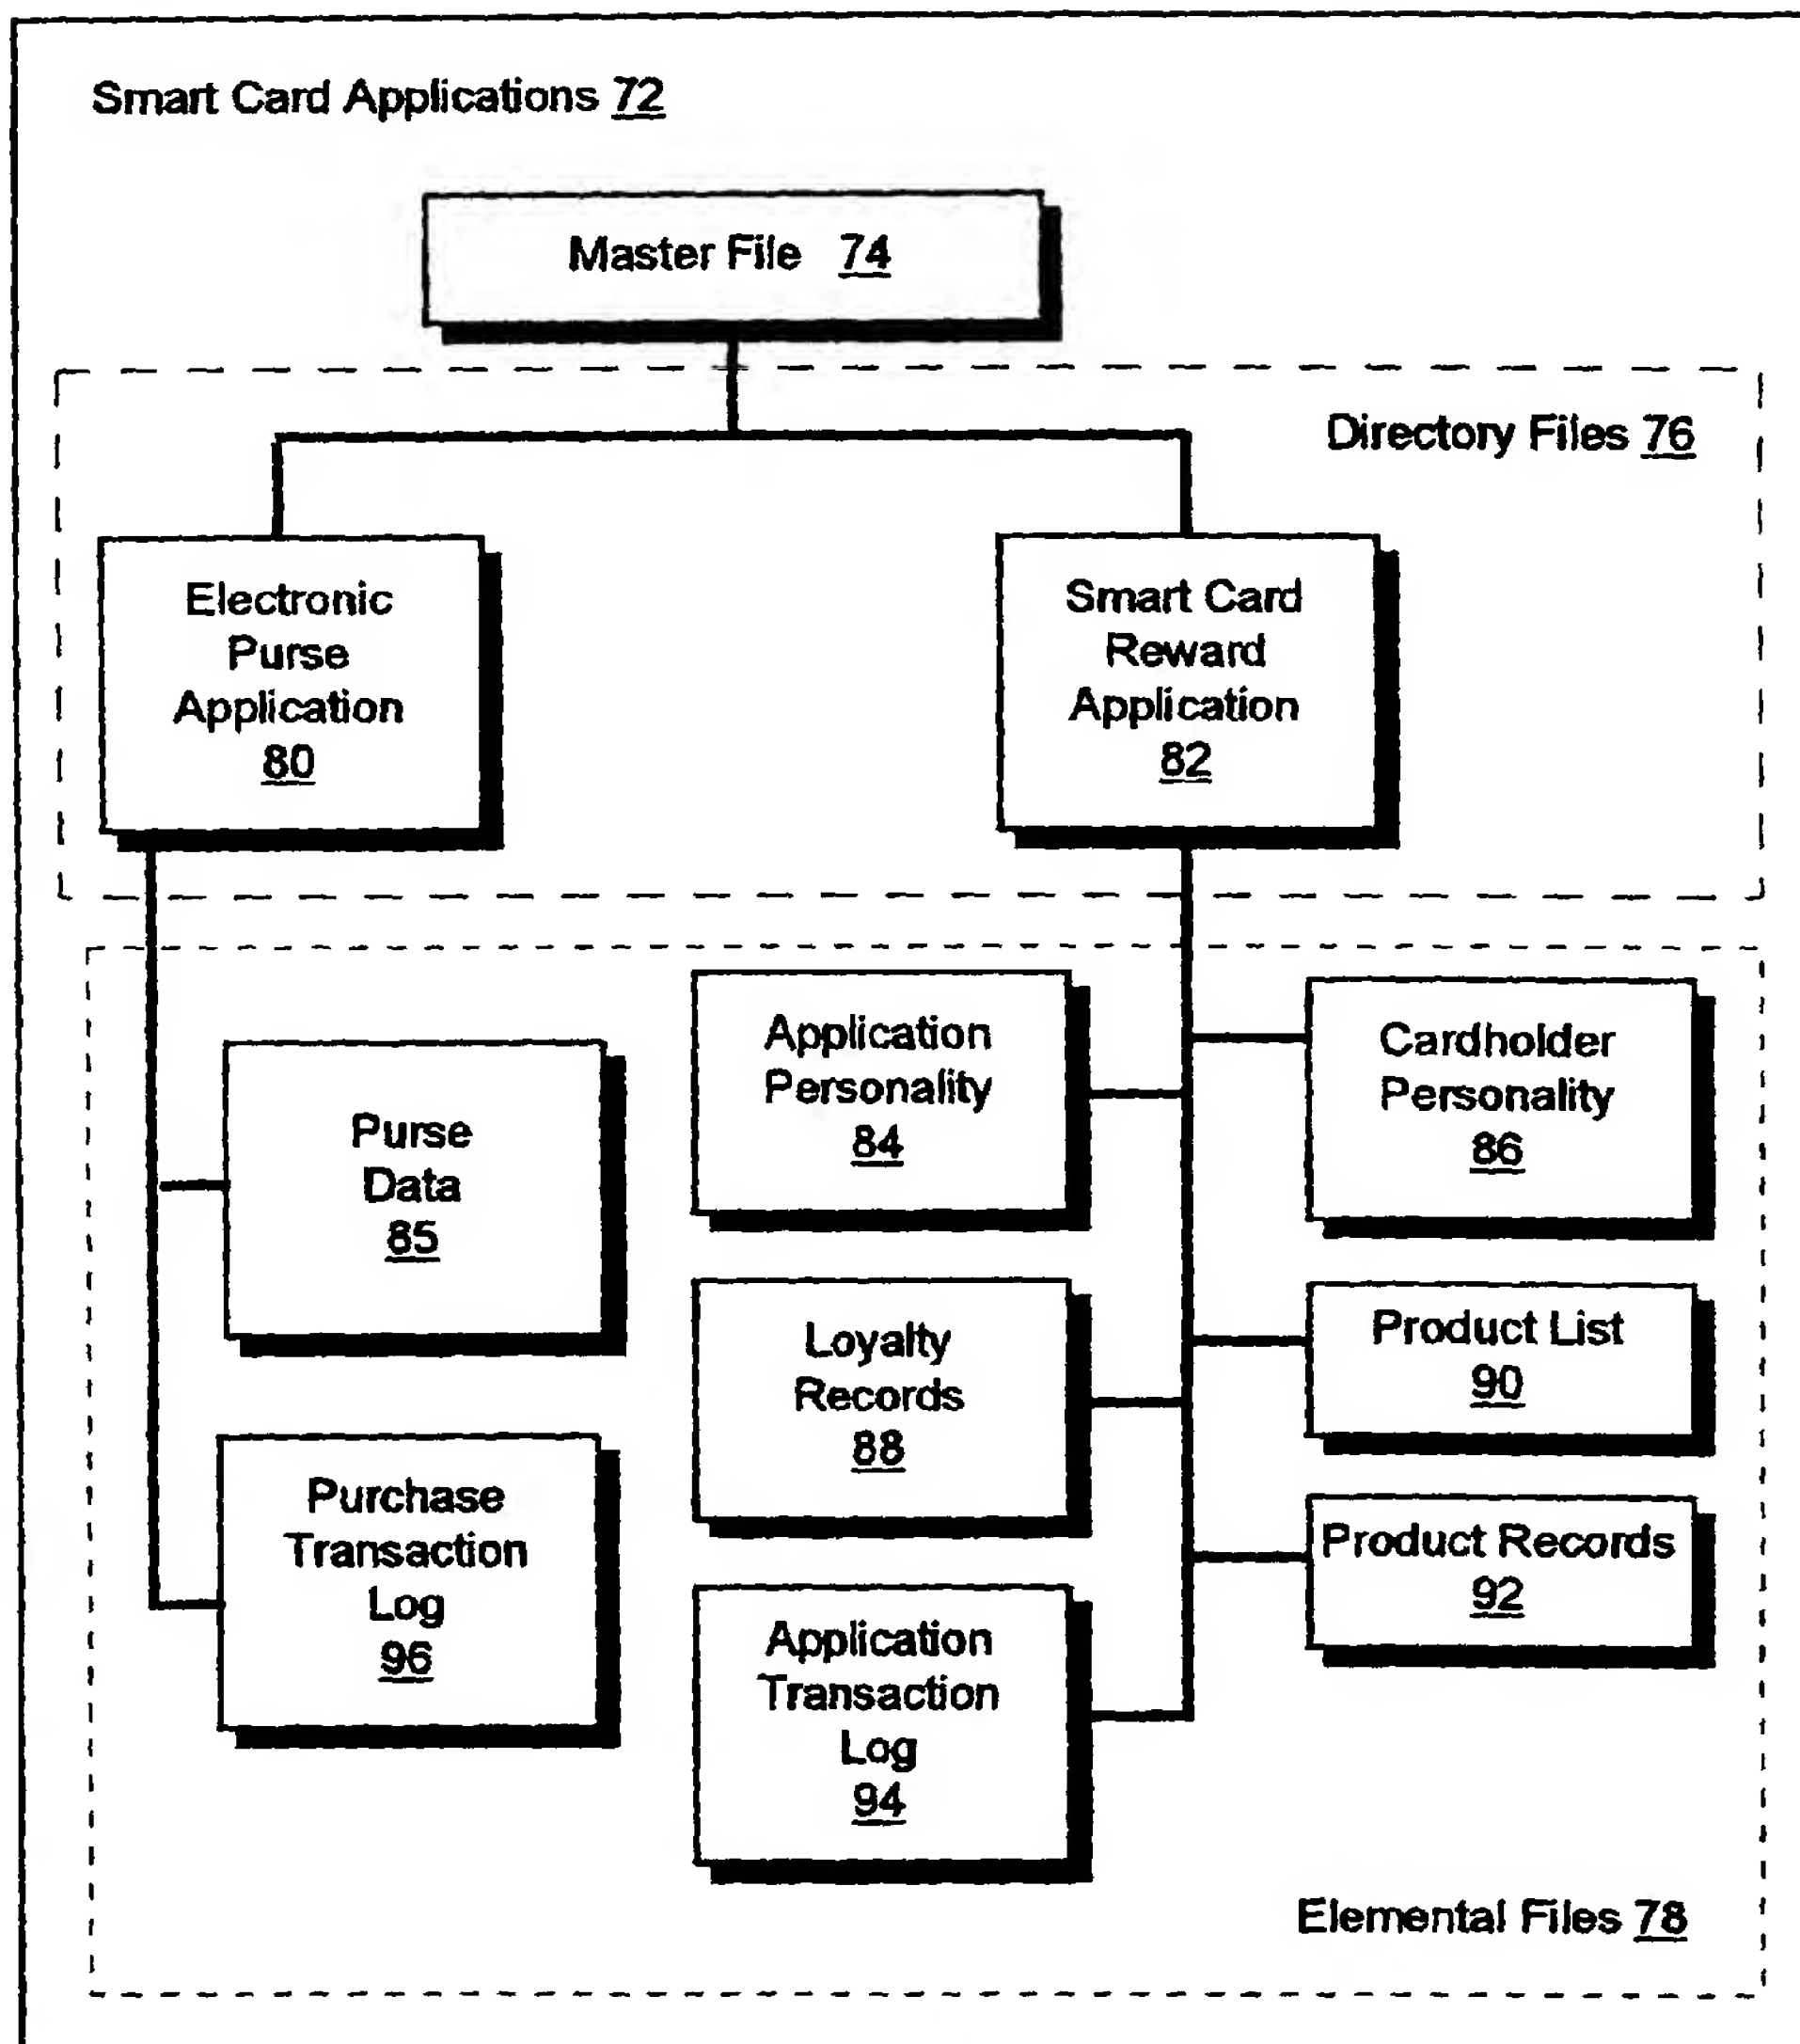 Smart Card Applications 72
Master File 74
Directory Files 76
Electronic
Purse
Application
80
Smart Card
Reward
Application
82
Purse
Data
85
Purchase
Transaction
Log
96
Application
Personality
84
Loyalty
Records
88
Application
Transaction
Log
94
Cardholder
Personality
86
Product List
90
Product Records
92
Elemental Files 78